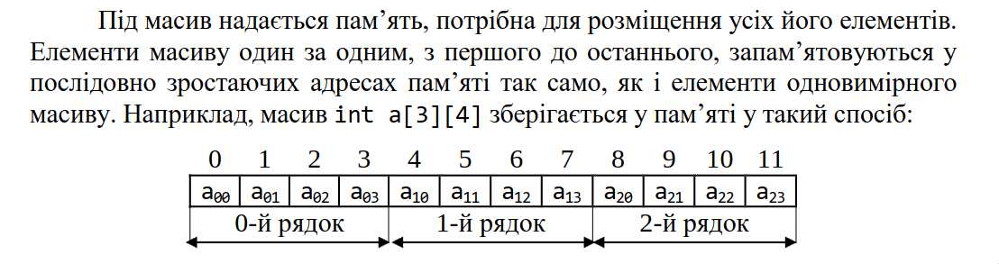 Під масив надається пам’ять, потрібна для розміщення усіх його елементів.
Елементи масиву один за одним, з першого до останнього, запам’ятовуються у
послідовно зростаючих адресах пам’яті так само, як і елементи одновимірного
масиву. Наприклад, масив int a[3][4] зберігається у пам’яті у такий спосіб:
0 1 2 3 4 5 6 7 8 9 10 11
a00 a01 a02 a03 a10 a11 a12 a13 a20 a21 a22 a23
0-й рядок 1-й рядок 2-й рядок